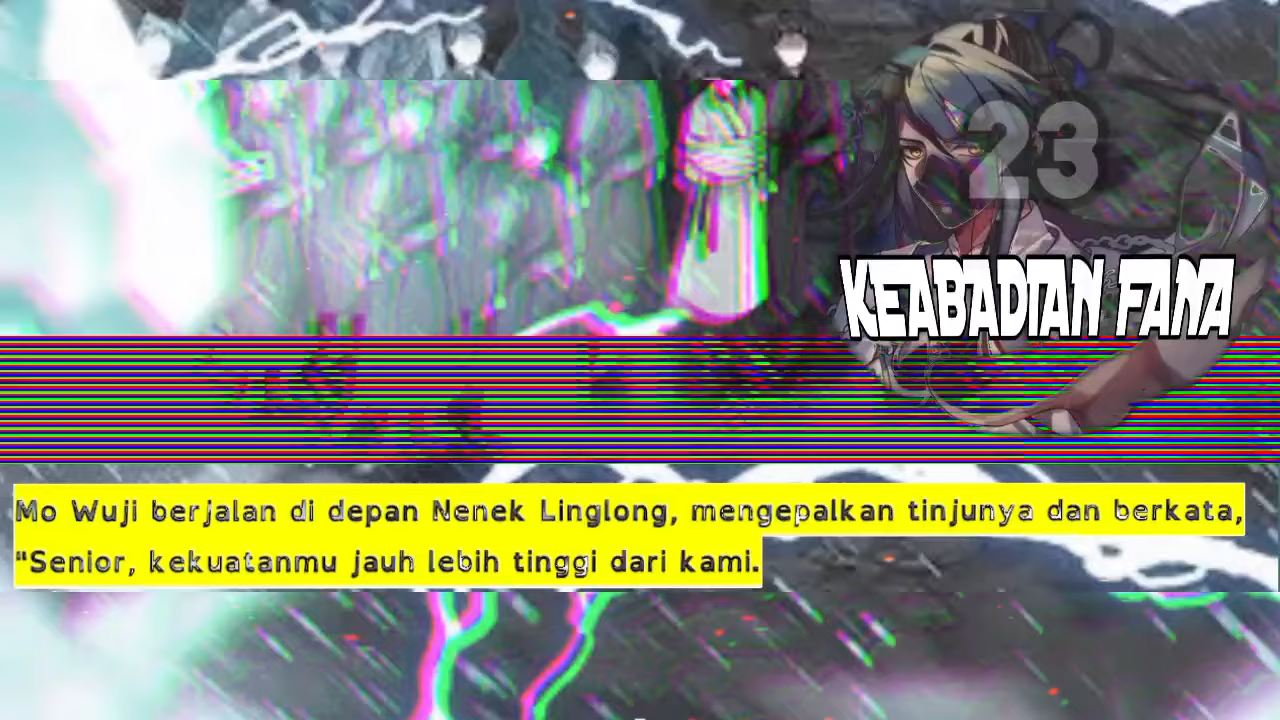 23
KEABADIAN FANA
Mo Wuji berjalan di depan Nenek Linglong, mengepalkan tinjunya dan berkata,
"Senior, kekuatanmu jauh lebih tinggi dari kami.